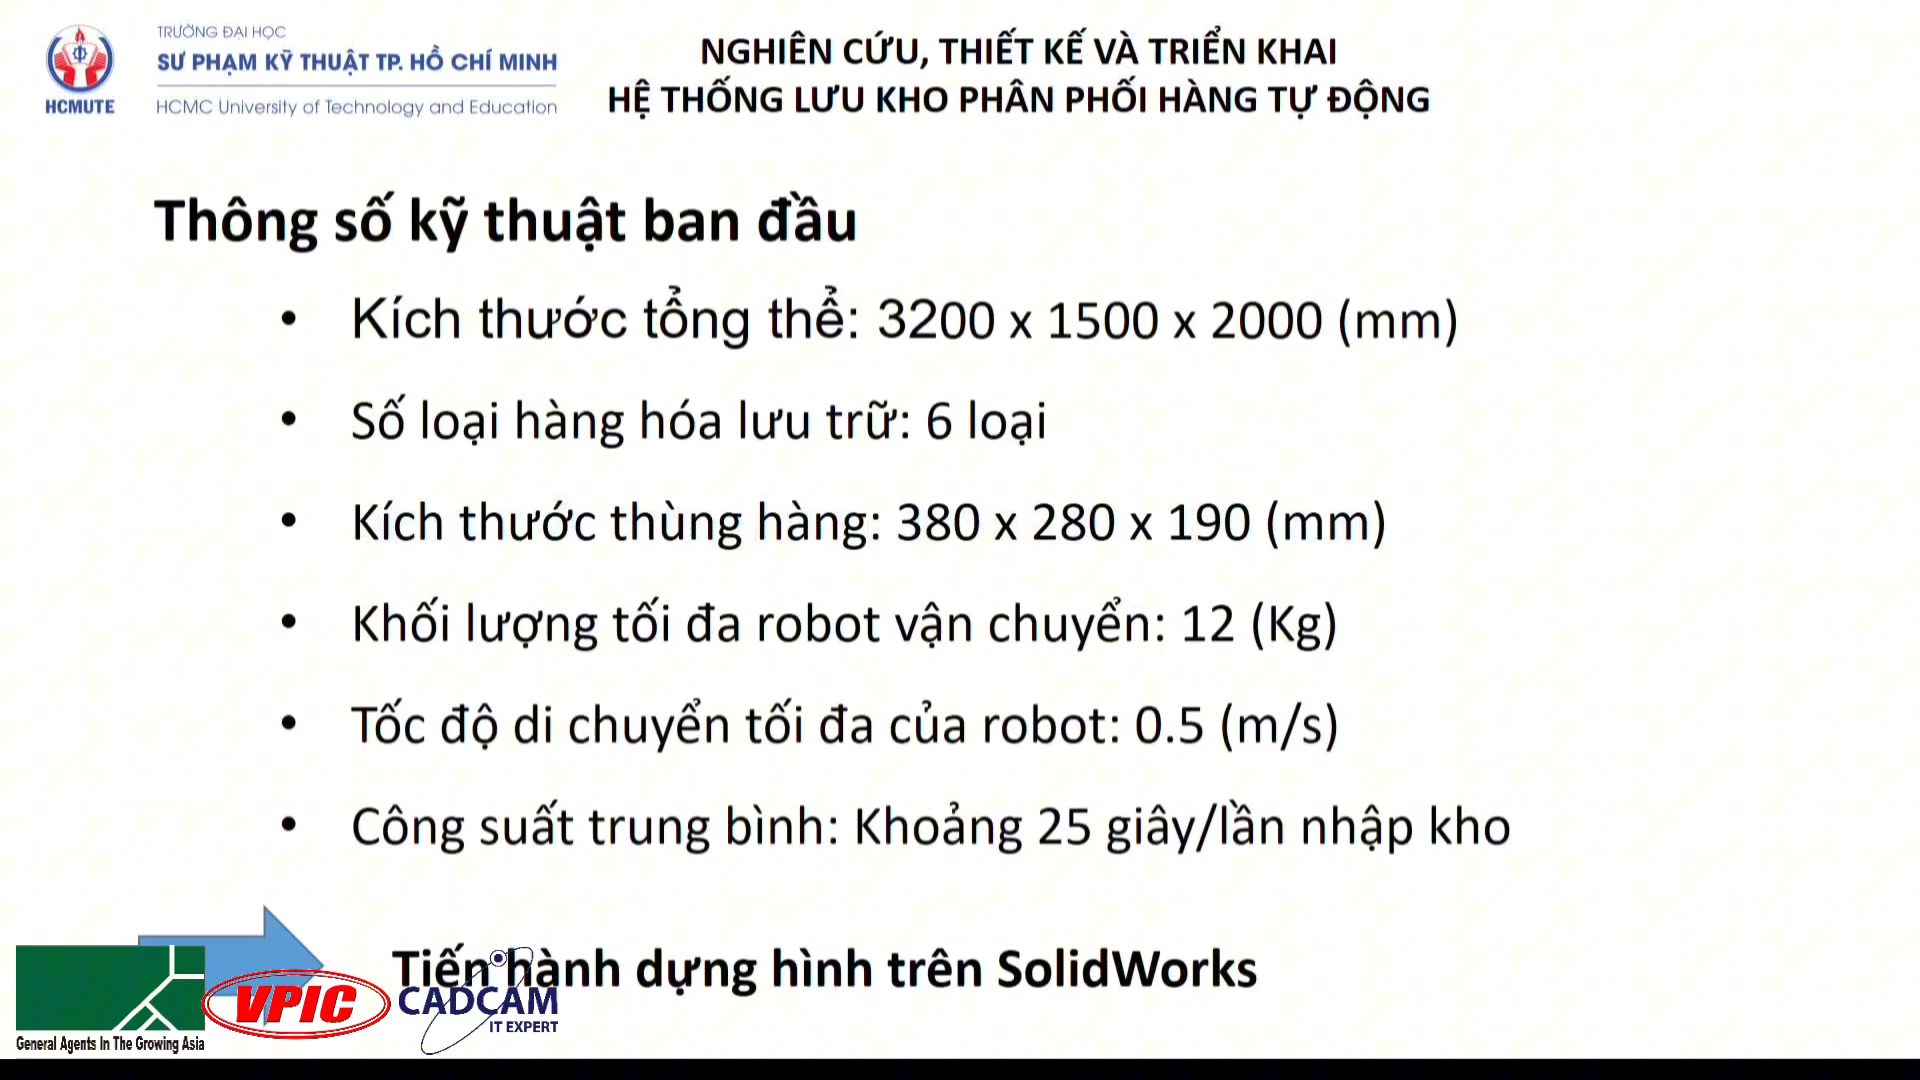 TRƯỜNG ĐẠI HỌC
SƯ PHẠM KỸ THUẬT TP. HỒ CHÍ MINH
HCMUTE
HCMC University of Technology and Education
NGHIÊN CỨU, THIẾT KẾ VÀ TRIỂN KHAI
HỆ THỐNG LƯU KHO PHÂN PHỐI HÀNG TỰ ĐỘNG
Thông số kỹ thuật ban đầu
• Kích thước tổng thể: 3200 x 1500 x 2000 (mm)
• Số loại hàng hóa lưu trữ: 6 loại
• Kích thước thùng hàng: 380 x 280 x 190 (mm)
• Khối lượng tối đa robot vận chuyển: 12 (Kg)
• Tốc độ di chuyển tối đa của robot: 0.5 (m/s)
• Công suất trung bình: Khoảng 25 giây/lần nhập kho
Tiến hành dựng hình trên SolidWorks
VPIC
CADCAM
IT EXPERT
General Agents In The Growing Asia